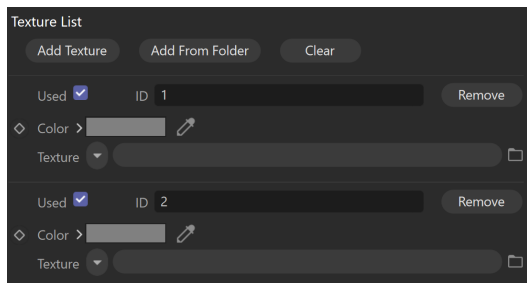 Texture List
Add Texture Add From Folder Clear
Used ID 1 Remove
Color
Texture
Used ID 2 Remove
Color
Texture